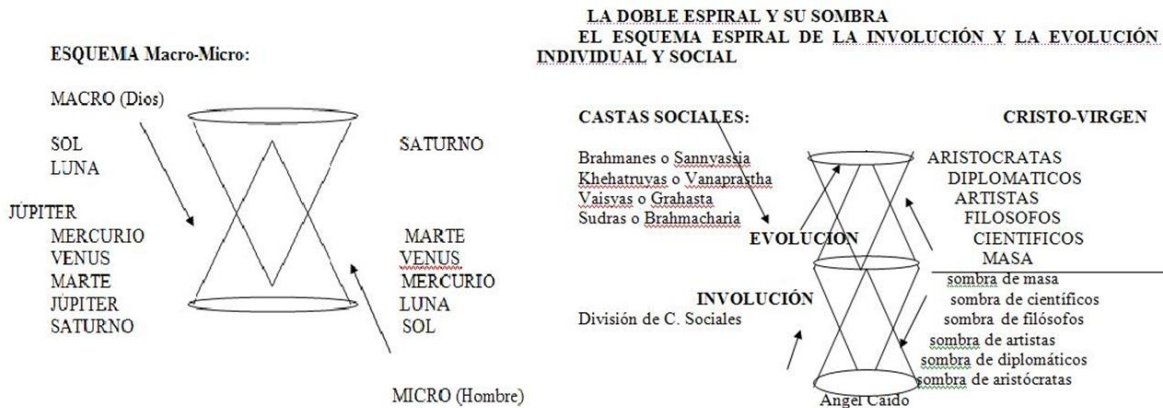 ESQUEMA Macro-Micro:
MACRO (Dios)
SOL
LUNA
JÚPITER
MERCURIO
VENUS
MARTE
JÚPITER
SATURNO
SATURNO
MARTE
VENUS
MERCURIO
LUNA
SOL
MICRO (Hombre)
LA DOBLE ESPIRAL Y SU SOMBRA
EL ESQUEMA ESPIRAL DE LA INVOLUCIÓN Y LA EVOLUCIÓN
INDIVIDUAL Y SOCIAL
CASTAS SOCIALES:
Brahmanes o Sannyassia
Khehatruyas o Vanaprastha
Vaisyas o Grahasta
Sudras o Brahmacharia
EVOLUCION
INVOLUCIÓN
División de C. Sociales
CRISTO-VIRGEN
ARISTOCRATAS
DIPLOMATICOS
ARTISTAS
FILOSOFOS
CIENTIFICOS
MASA
sombra de masa
sombra de científicos
sombra de filósofos
sombra de artistas
sombra de diplomáticos
sombra de aristócratas
Angel Caído